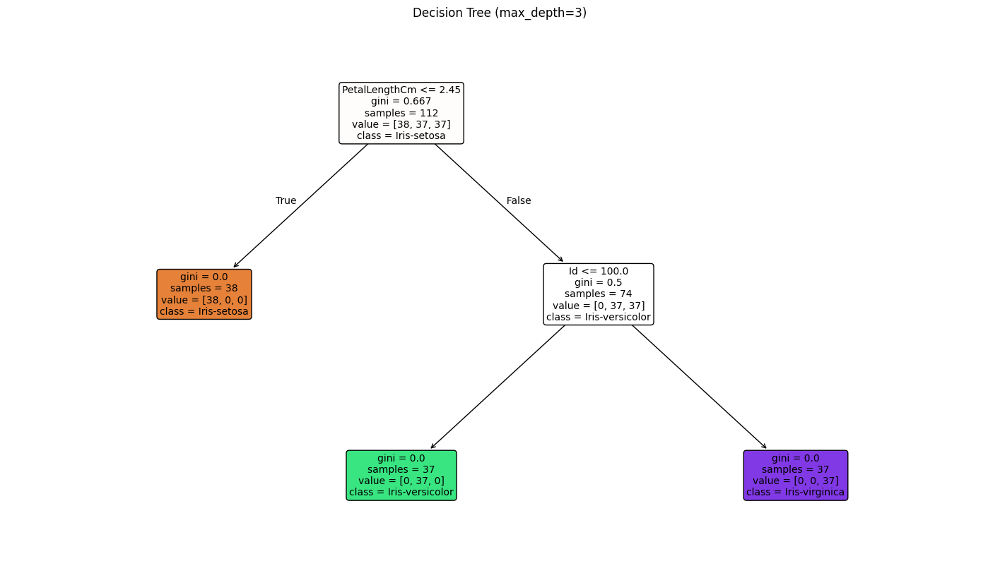 Decision Tree (max_depth=3)
PetalLengthCm <= 2.45
gini = 0.667
samples = 112
value = [38, 37, 37]
class = Iris-setosa
True
False
gini = 0.0
samples = 38
value = [38, 0, 0]
class = Iris-setosa
Id <= 100.0
gini = 0.5
samples = 74
value = [0, 37, 37]
class = Iris-versicolor
gini = 0.0
samples = 37
value = [0, 37, 0]
class = Iris-versicolor
gini = 0.0
samples = 37
value = [0, 0, 37]
class = Iris-virginica